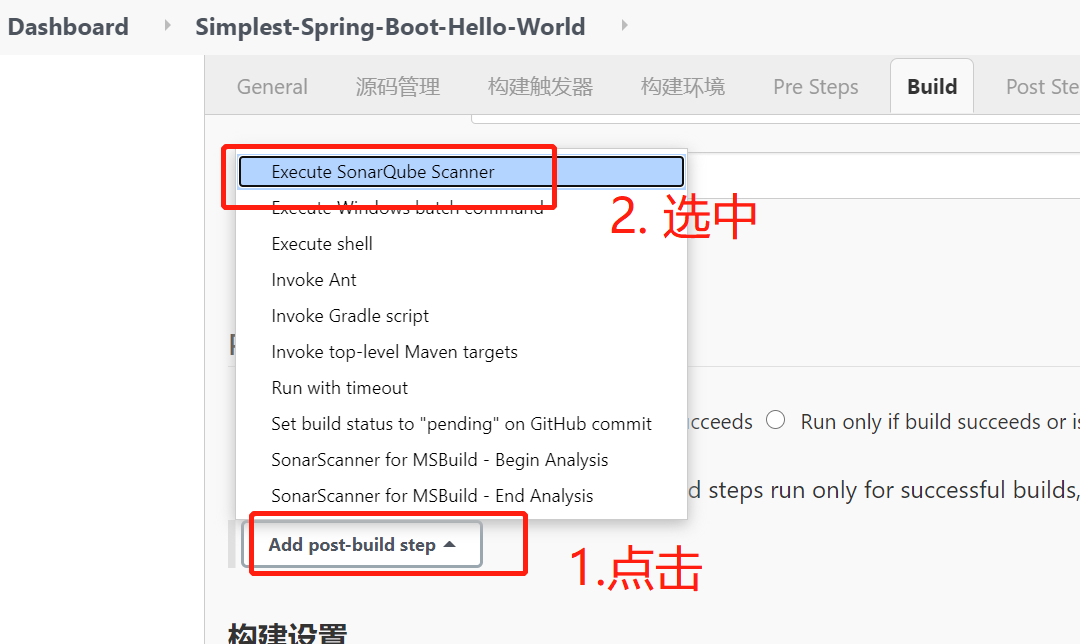 Dashboard Simplest-Spring-Boot-Hello-World
General 源码管理 构建触发器 构建环境 Pre Steps Build Post Ste
Execute SonarQube Scanner
2. 选中
Execute Windows batch command
Execute shell
Invoke Ant
Invoke Gradle script
Invoke top-level Maven targets
Run with timeout
Set build status to "pending" on GitHub commit
ucceeds Run only if build succeeds or is
SonarScanner for MSBuild - Begin Analysis
SonarScanner for MSBuild - End Analysis
d steps run only for successful builds,
Add post-build step
1.点击
构建设置